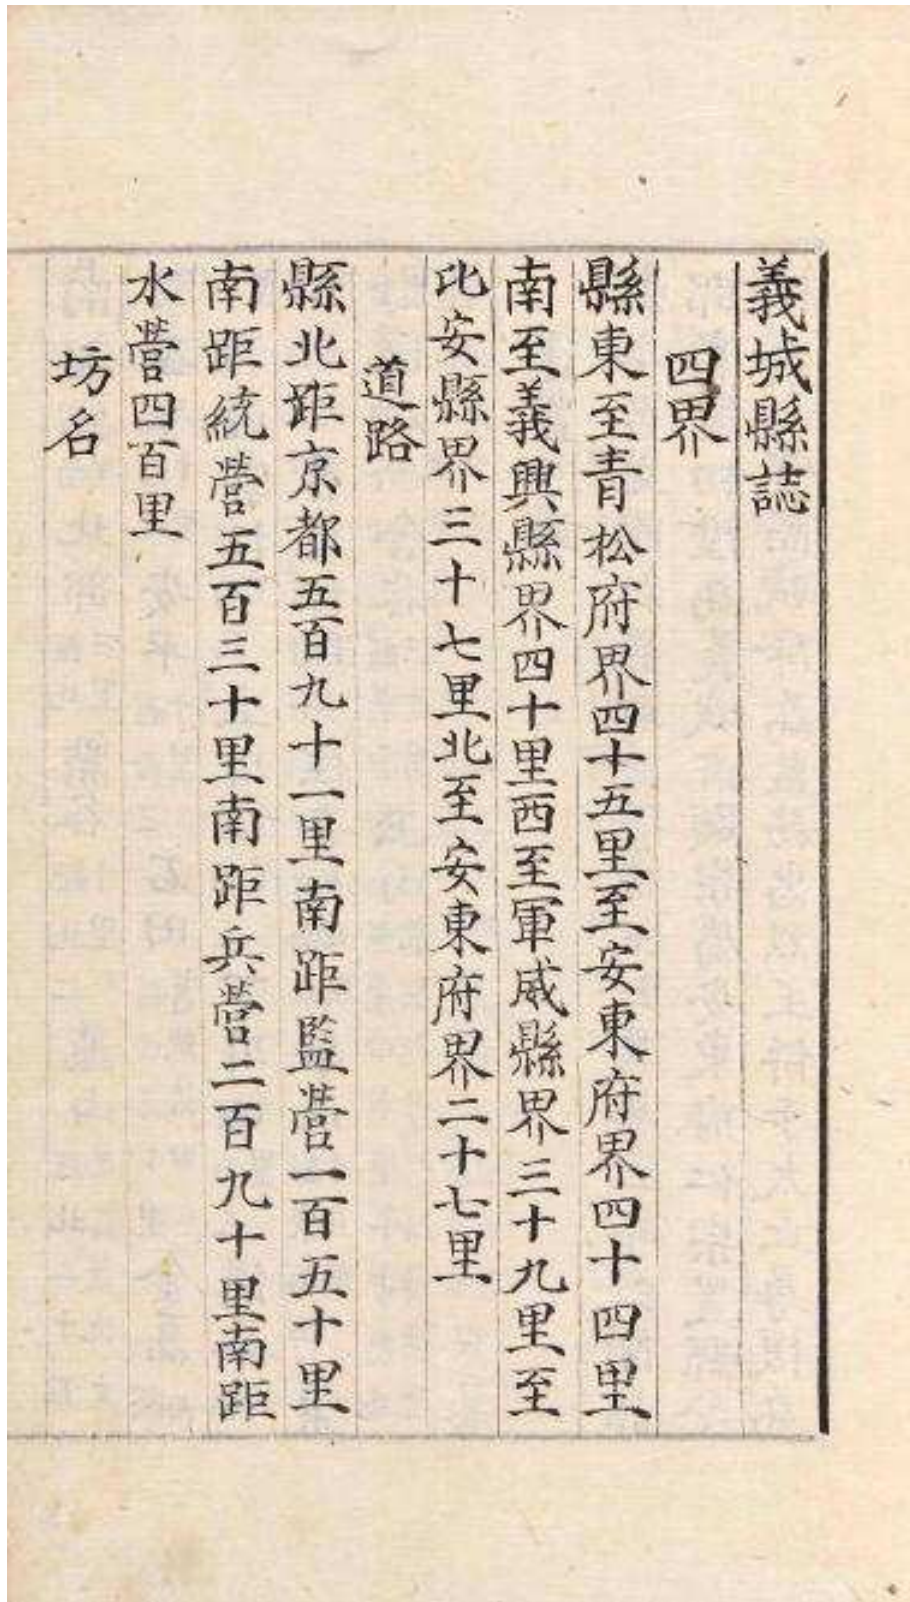 義城縣誌
四界
縣東至青松府界四十五里至安東府界四十四里
南至義興縣界四十里西至軍威縣界三十九里至
比安縣界三十七里北至安東府界二十七里
道路
縣北距京都五百九十一里南距監營一百五十里
南距統營五百三十里南距兵營二百九十里南距
水營四百里
坊名